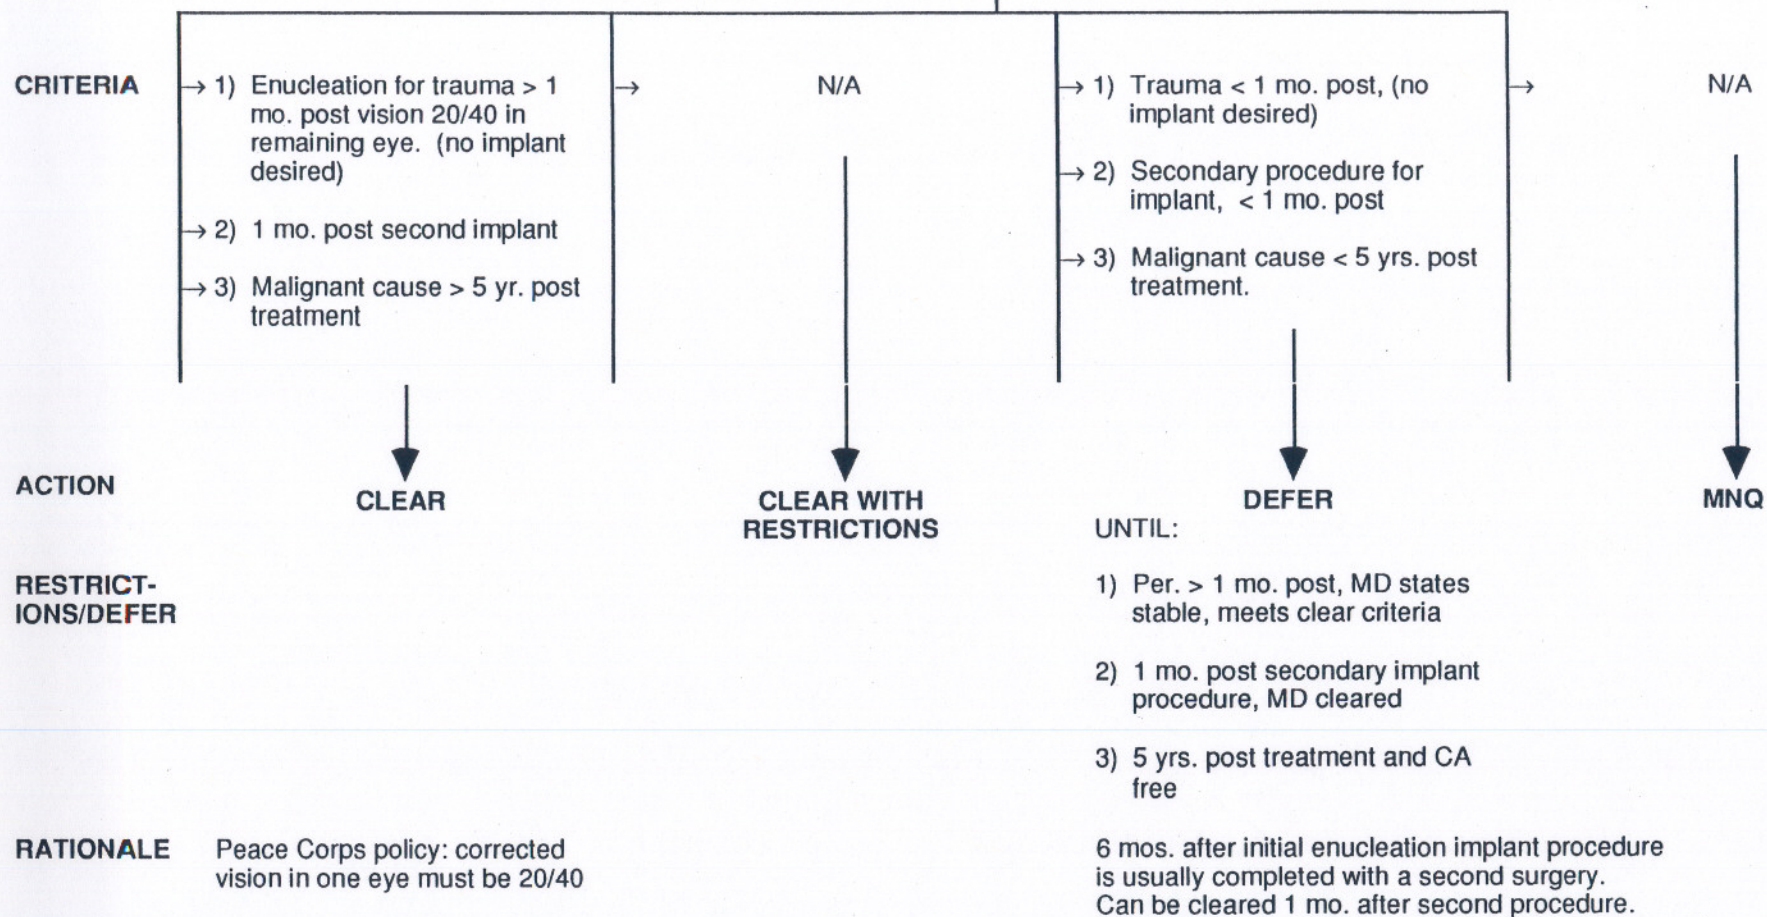 CRITERIA
→ 1) Enucleation for trauma > 1
mo. post vision 20/40 in
remaining eye. (no implant
desired)
→ 2) 1 mo. post second implant
→ 3) Malignant cause > 5 yr. post
treatment
→ N/A
→ 1) Trauma < 1 mo. post, (no
implant desired)
→ 2) Secondary procedure for
implant, < 1 mo. post
→ 3) Malignant cause < 5 yrs. post
treatment.
→ N/A
ACTION
CLEAR
CLEAR WITH
RESTRICTIONS
DEFER
MNQ
RESTRICT-
IONS/DEFER
UNTIL:
1) Per. > 1 mo. post, MD states
stable, meets clear criteria
2) 1 mo. post secondary implant
procedure, MD cleared
3) 5 yrs. post treatment and CA
free
RATIONALE
Peace Corps policy: corrected
vision in one eye must be 20/40
6 mos. after initial enucleation implant procedure
is usually completed with a second surgery.
Can be cleared 1 mo. after second procedure.